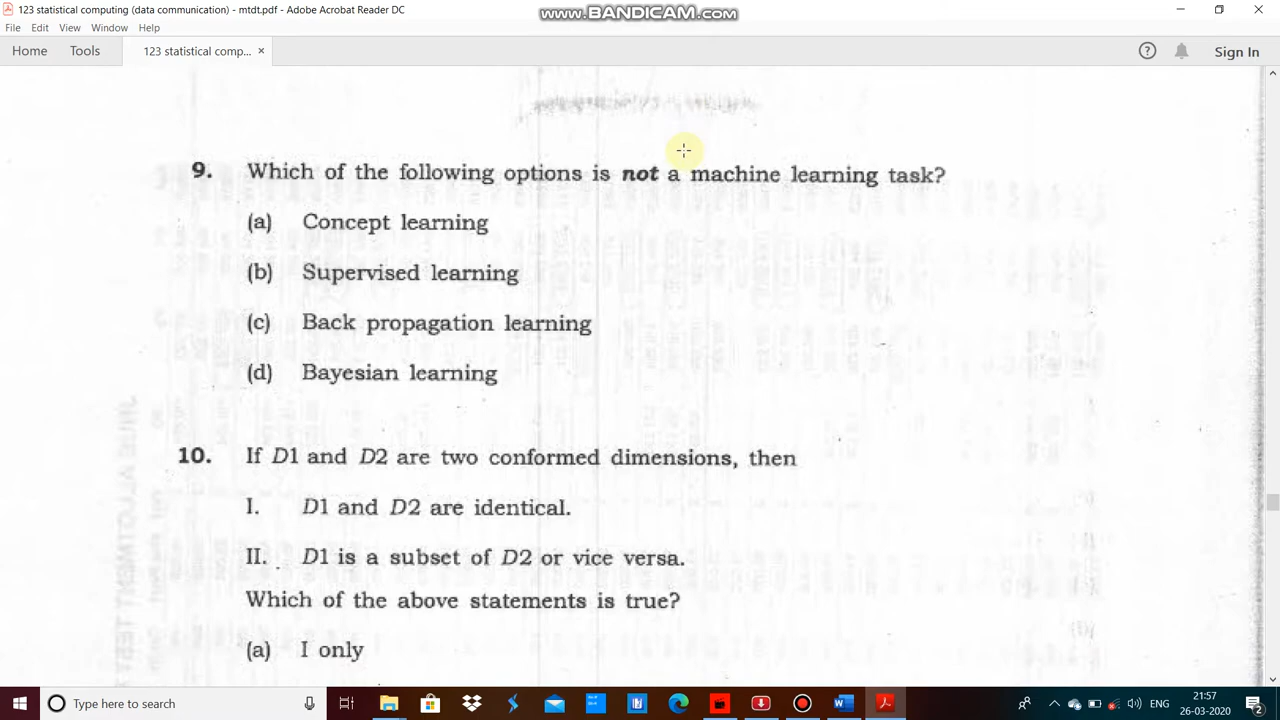 123 statistical computing (data communication) - mtdt.pdf - Adobe Acrobat Reader DC
www.BANDICAM.com
File Edit View Window Help
Home Tools 123 statistical comp... × Sign In
9. Which of the following options is not a machine learning task?
(a) Concept learning
(b) Supervised learning
(c) Back propagation learning
(d) Bayesian learning
10. If D1 and D2 are two conformed dimensions, then
I. D1 and D2 are identical.
II. D1 is a subset of D2 or vice versa.
Which of the above statements is true?
(a) I only
Type here to search
ENG
21:57
26-03-2020
2